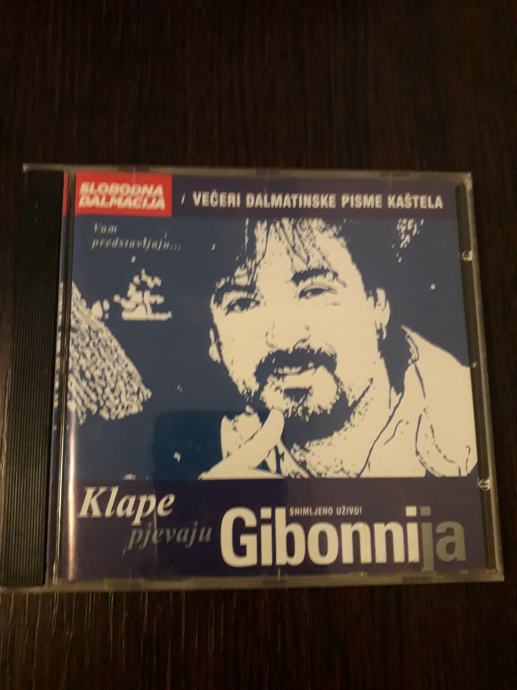 SLOBODNA
DALMACIJA
/ VEČERI DALMATINSKE PISME KAŠTELA
Vam
predstavljaju...
Klape
pjevaju
SNIMLJENO UŽIVO!
Gibonnija